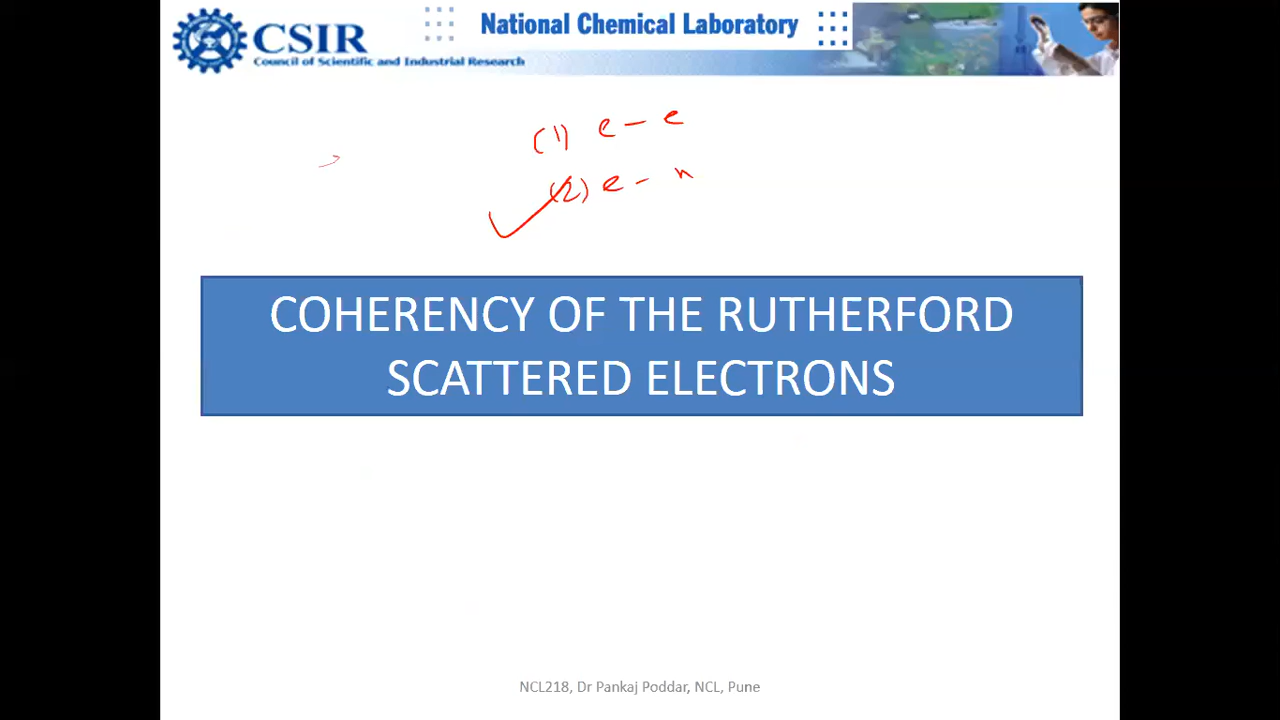 CSIR
Council of Scientific and Industrial Research
National Chemical Laboratory
(1) e - e
(2) e - n
COHERENCY OF THE RUTHERFORD
SCATTERED ELECTRONS
NCL218, Dr Pankaj Poddar, NCL, Pune